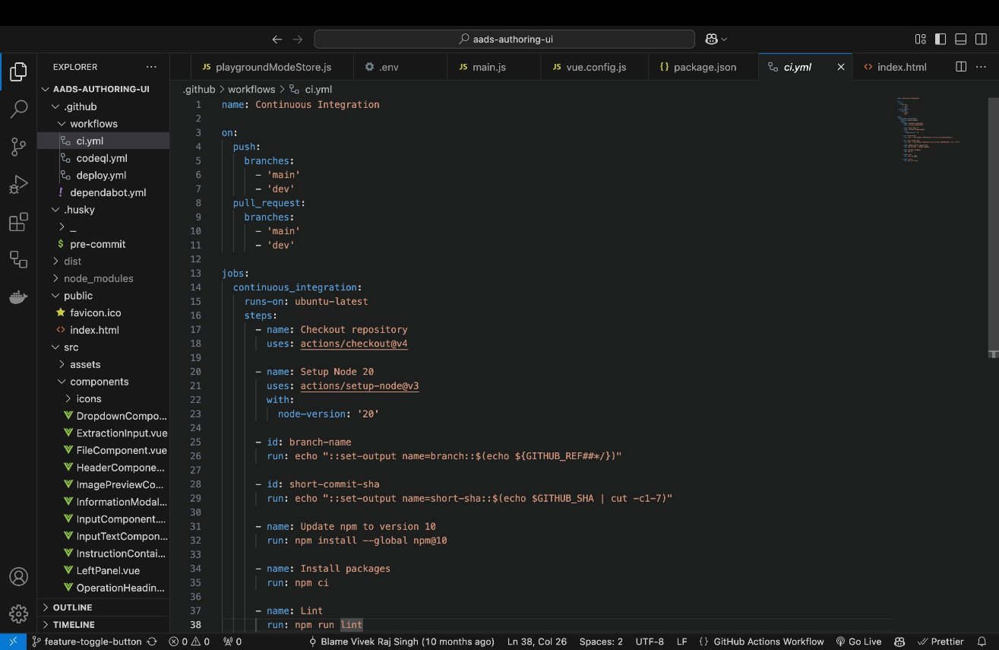 aads-authoring-ui
EXPLORER
···
playgroundModeStore.js
.env
main.js
vue.config.js
package.json
ci.yml
index.html
···
.github > workflows > ci.yml
AADS-AUTHORING-UI
.github
workflows
ci.yml
codeql.yml
deploy.yml
dependabot.yml
.husky
_
pre-commit
dist
node_modules
public
favicon.ico
index.html
src
assets
components
icons
DropdownCompo...
ExtractionInput.vue
FileComponent.vue
HeaderCompone...
ImagePreviewCo...
InformationModal...
InputComponent....
InputTextCompon...
InstructionContai...
LeftPanel.vue
OperationHeadin...
OUTLINE
TIMELINE
1 name: Continuous Integration
2
3 on:
4 push:
5 branches:
6 - 'main'
7 - 'dev'
8 pull_request:
9 branches:
10 - 'main'
11 - 'dev'
12
13 jobs:
14 continuous_integration:
15 runs-on: ubuntu-latest
16 steps:
17 - name: Checkout repository
18 uses: actions/checkout@v4
19
20 - name: Setup Node 20
21 uses: actions/setup-node@v3
22 with:
23 node-version: '20'
24
25 - id: branch-name
26 run: echo "::set-output name=branch::$(echo ${GITHUB_REF##*/})"
27
28 - id: short-commit-sha
29 run: echo "::set-output name=short-sha::$(echo $GITHUB_SHA | cut -c1-7)"
30
31 - name: Update npm to version 10
32 run: npm install --global npm@10
33
34 - name: Install packages
35 run: npm ci
36
37 - name: Lint
38 run: npm run lint
feature-toggle-button 0 0 0 Blame Vivek Raj Singh (10 months ago) Ln 38, Col 26 Spaces: 2 UTF-8 LF {} GitHub Actions Workflow Go Live Prettier